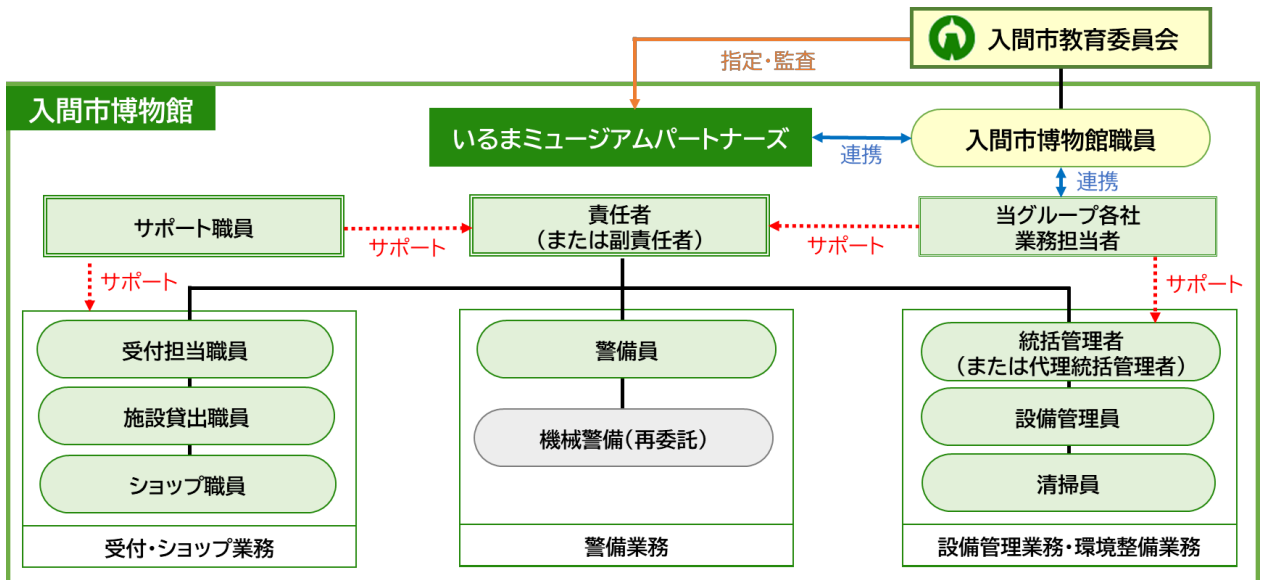 入間市教育委員会
指定・監査
入間市博物館
いるまミュージアムパートナーズ
連携
入間市博物館職員
連携
サポート職員
サポート
責任者
(または副責任者)
サポート
当グループ各社
業務担当者
サポート
サポート
受付担当職員
施設貸出職員
ショップ職員
受付・ショップ業務
警備員
機械警備(再委託)
警備業務
統括管理者
(または代理統括管理者)
設備管理員
清掃員
設備管理業務・環境整備業務